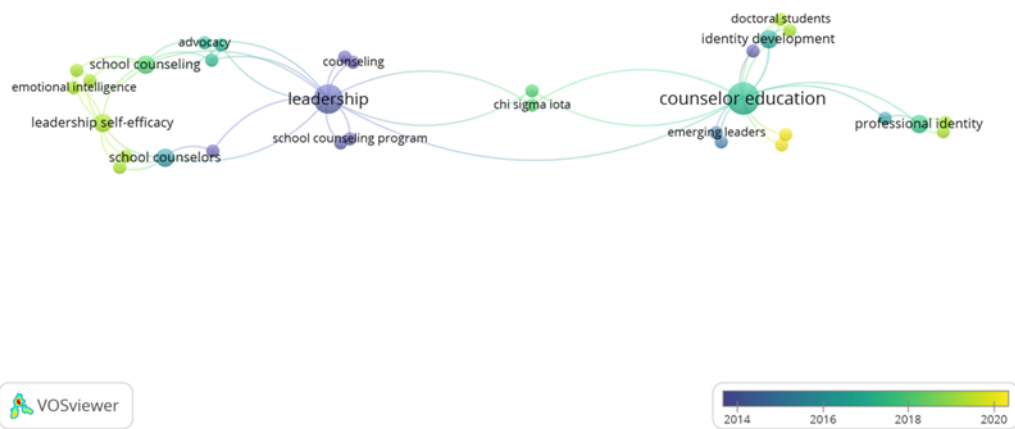 doctoral students
identity development
advocacy
school counseling
counseling
emotional intelligence
leadership
chi sigma iota
counselor education
leadership self-efficacy
school counseling program
emerging leaders
professional identity
school counselors
VOSviewer
2014 2016 2018 2020